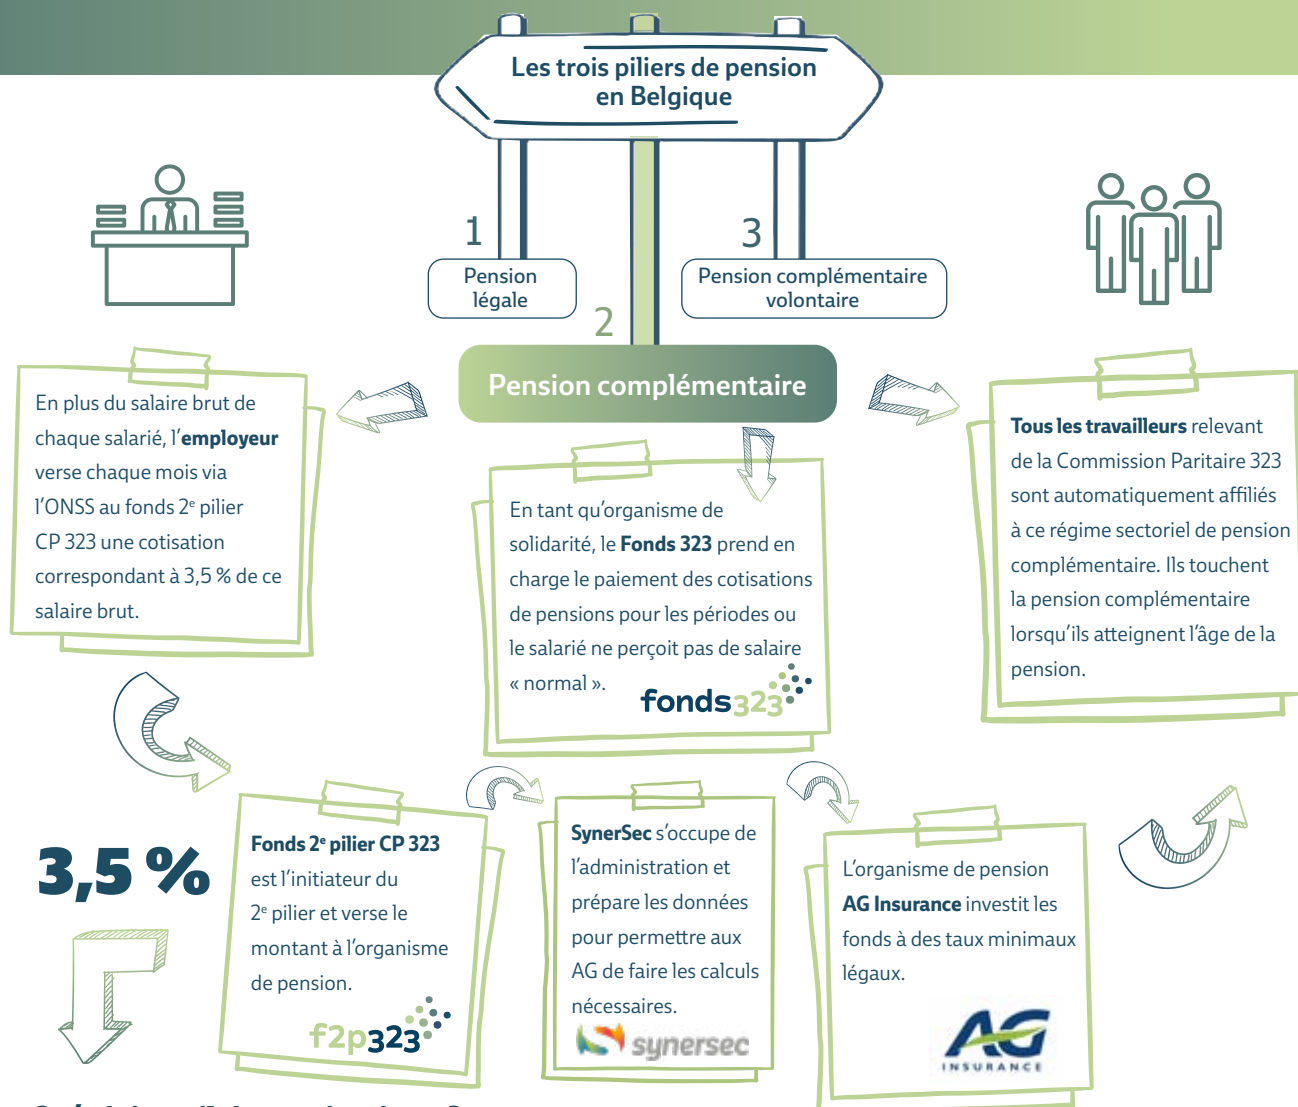 Les trois piliers de pension
en Belgique
1
Pension
légale
2
3
Pension complémentaire
volontaire
Pension complémentaire
En plus du salaire brut de
chaque salarié, l'employeur
verse chaque mois via
l'ONSS au fonds 2e pilier
CP 323 une cotisation
correspondant à 3,5 % de ce
salaire brut.
En tant qu'organisme de
solidarité, le Fonds 323 prend en
charge le paiement des cotisations
de pensions pour les périodes ou
le salarié ne perçoit pas de salaire
« normal ».
fonds323
Tous les travailleurs relevant
de la Commission Paritaire 323
sont automatiquement affiliés
à ce régime sectoriel de pension
complémentaire. Ils touchent
la pension complémentaire
lorsqu'ils atteignent l'âge de la
pension.
3,5 %
Fonds 2e pilier CP 323
est l'initiateur du
2e pilier et verse le
montant à l'organisme
de pension.
f2p323
SynerSec s'occupe de
l'administration et
prépare les données
pour permettre aux
AG de faire les calculs
nécessaires.
synersec
L'organisme de pension
AG Insurance investit les
fonds à des taux minimaux
légaux.
AG
INSURANCE